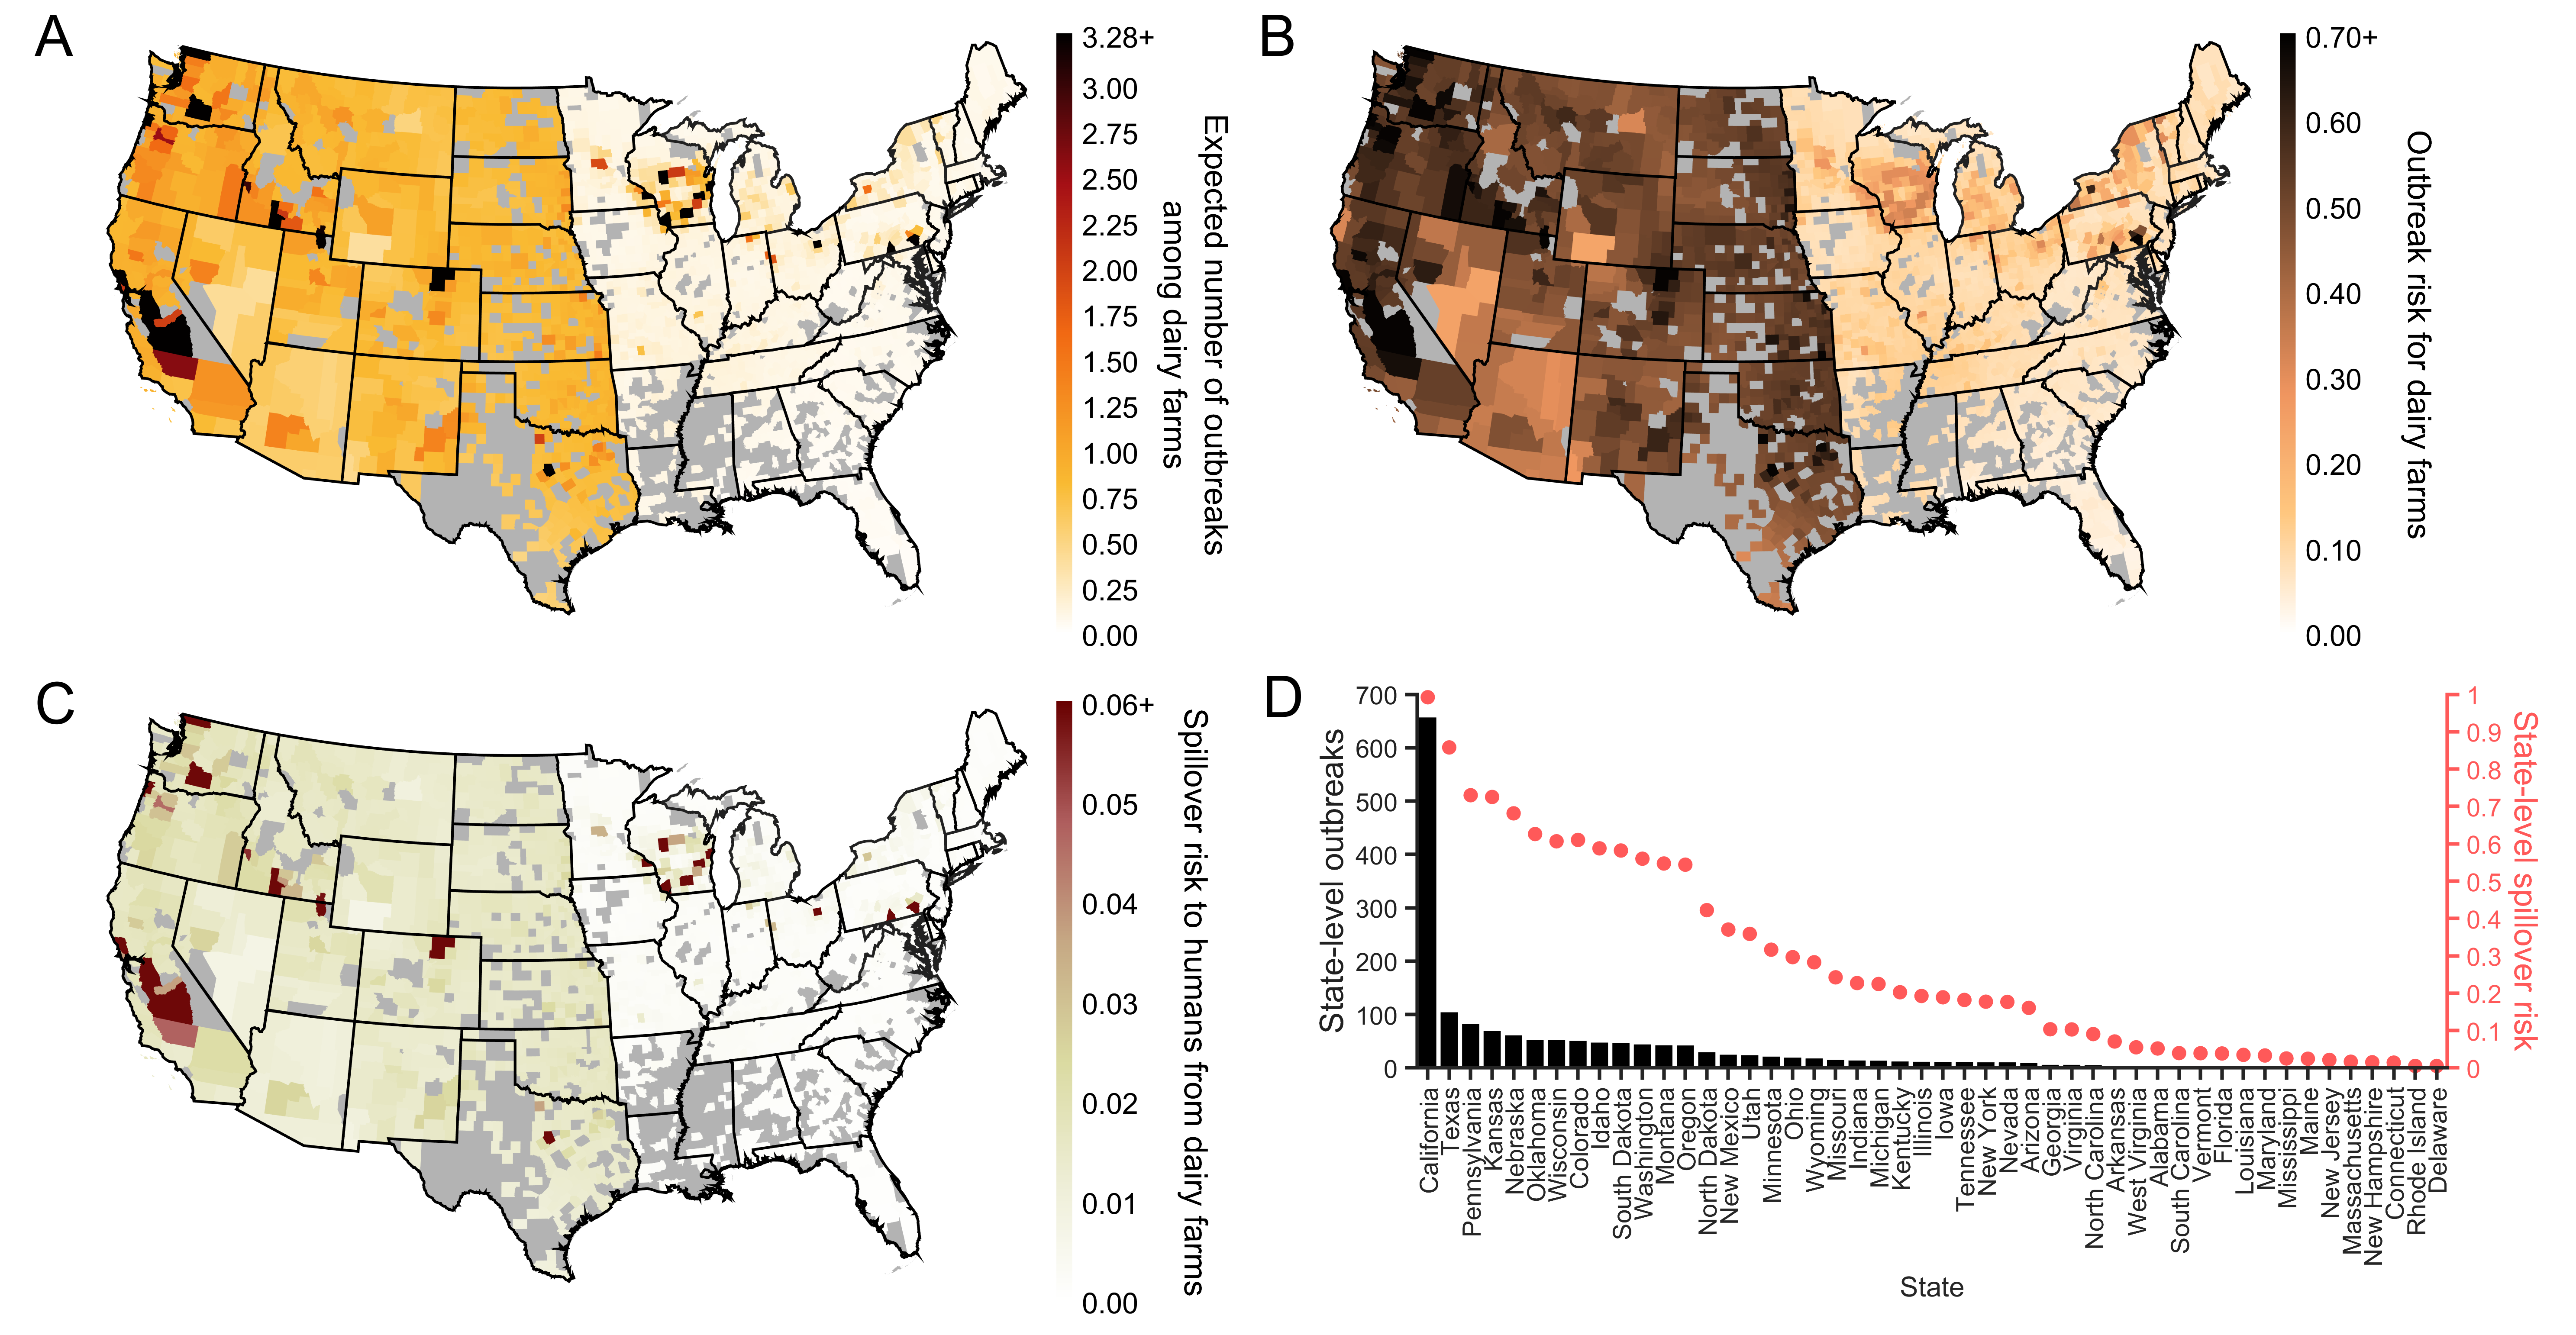 A
3.28+
3.00
2.75
2.50
2.25
2.00
1.75
1.50
1.25
1.00
0.75
0.50
0.25
0.00
Expected number of outbreaks
among dairy farms
B
0.70+
0.60
0.50
0.40
0.30
0.20
0.10
0.00
Outbreak risk for dairy farms
C
0.06+
0.05
0.04
0.03
0.02
0.01
0.00
Spillover risk to humans from dairy farms
D
State-level outbreaks
700
600
500
400
300
200
100
0
1
0.9
0.8
0.7
0.6
0.5
0.4
0.3
0.2
0.1
0
State-level spillover risk
California
Texas
Pennsylvania
Kansas
Nebraska
Oklahoma
Wisconsin
Colorado
Idaho
South Dakota
Washington
Montana
Oregon
North Dakota
New Mexico
Utah
Minnesota
Ohio
Wyoming
Missouri
Indiana
Michigan
Kentucky
Illinois
Iowa
Tennessee
New York
Nevada
Arizona
Georgia
Virginia
North Carolina
Arkansas
West Virginia
Alabama
South Carolina
Vermont
Florida
Louisiana
Maryland
Mississippi
Maine
New Jersey
Massachusetts
New Hampshire
Connecticut
Rhode Island
Delaware
State